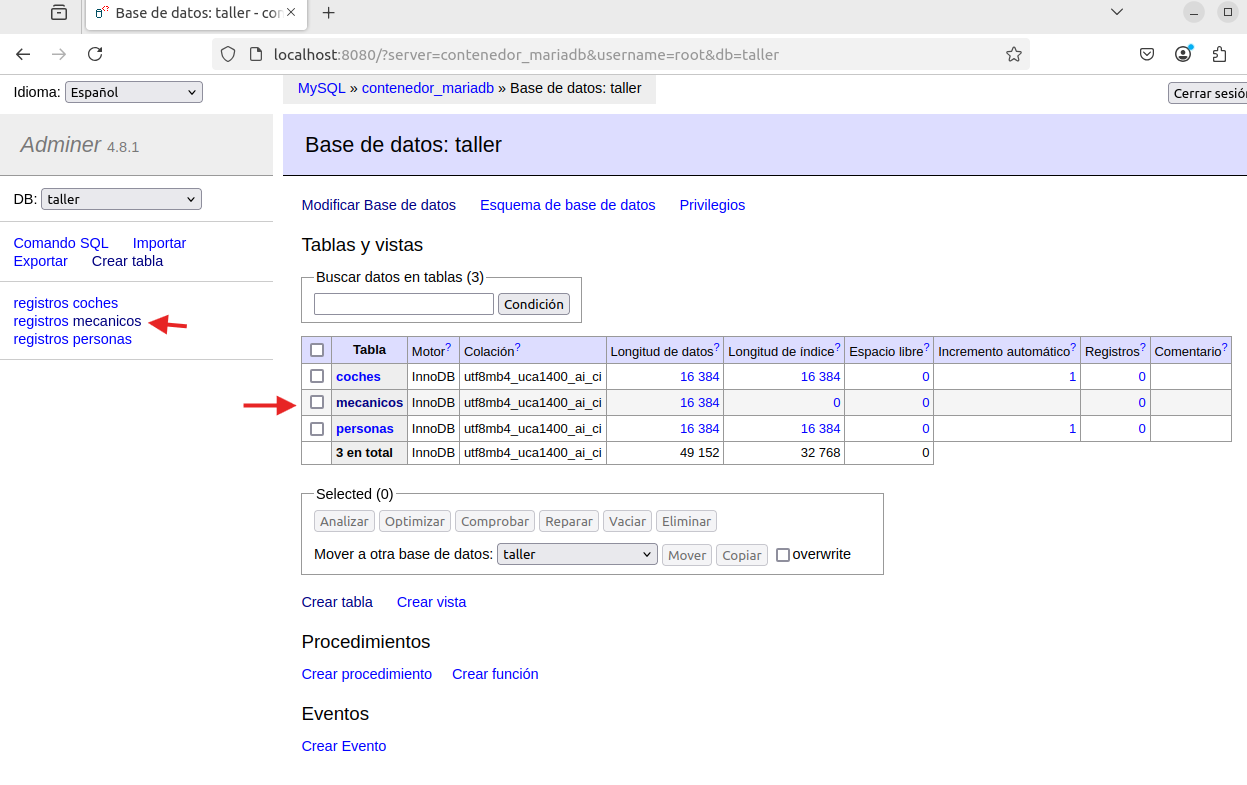 Base de datos: taller - con
localhost:8080/?server=contenedor_mariadb&username=root&db=taller
Idioma: Español
MySQL » contenedor_mariadb » Base de datos: taller
Cerrar sesió
Adminer 4.8.1
Base de datos: taller
DB: taller
Modificar Base de datos Esquema de base de datos Privilegios
Comando SQL Importar
Exportar Crear tabla
registros coches
registros mecanicos
registros personas
Tablas y vistas
Buscar datos en tablas (3)
Condición
Tabla Motor? Colación? Longitud de datos? Longitud de índice? Espacio libre? Incremento automático? Registros? Comentario?
coches InnoDB utf8mb4_uca1400_ai_ci 16 384 16 384 0 1 0
mecanicos InnoDB utf8mb4_uca1400_ai_ci 16 384 0 0 0
personas InnoDB utf8mb4_uca1400_ai_ci 16 384 16 384 0 1 0
3 en total InnoDB utf8mb4_uca1400_ai_ci 49 152 32 768 0
Selected (0)
Analizar Optimizar Comprobar Reparar Vaciar Eliminar
Mover a otra base de datos: taller Mover Copiar overwrite
Crear tabla Crear vista
Procedimientos
Crear procedimiento Crear función
Eventos
Crear Evento